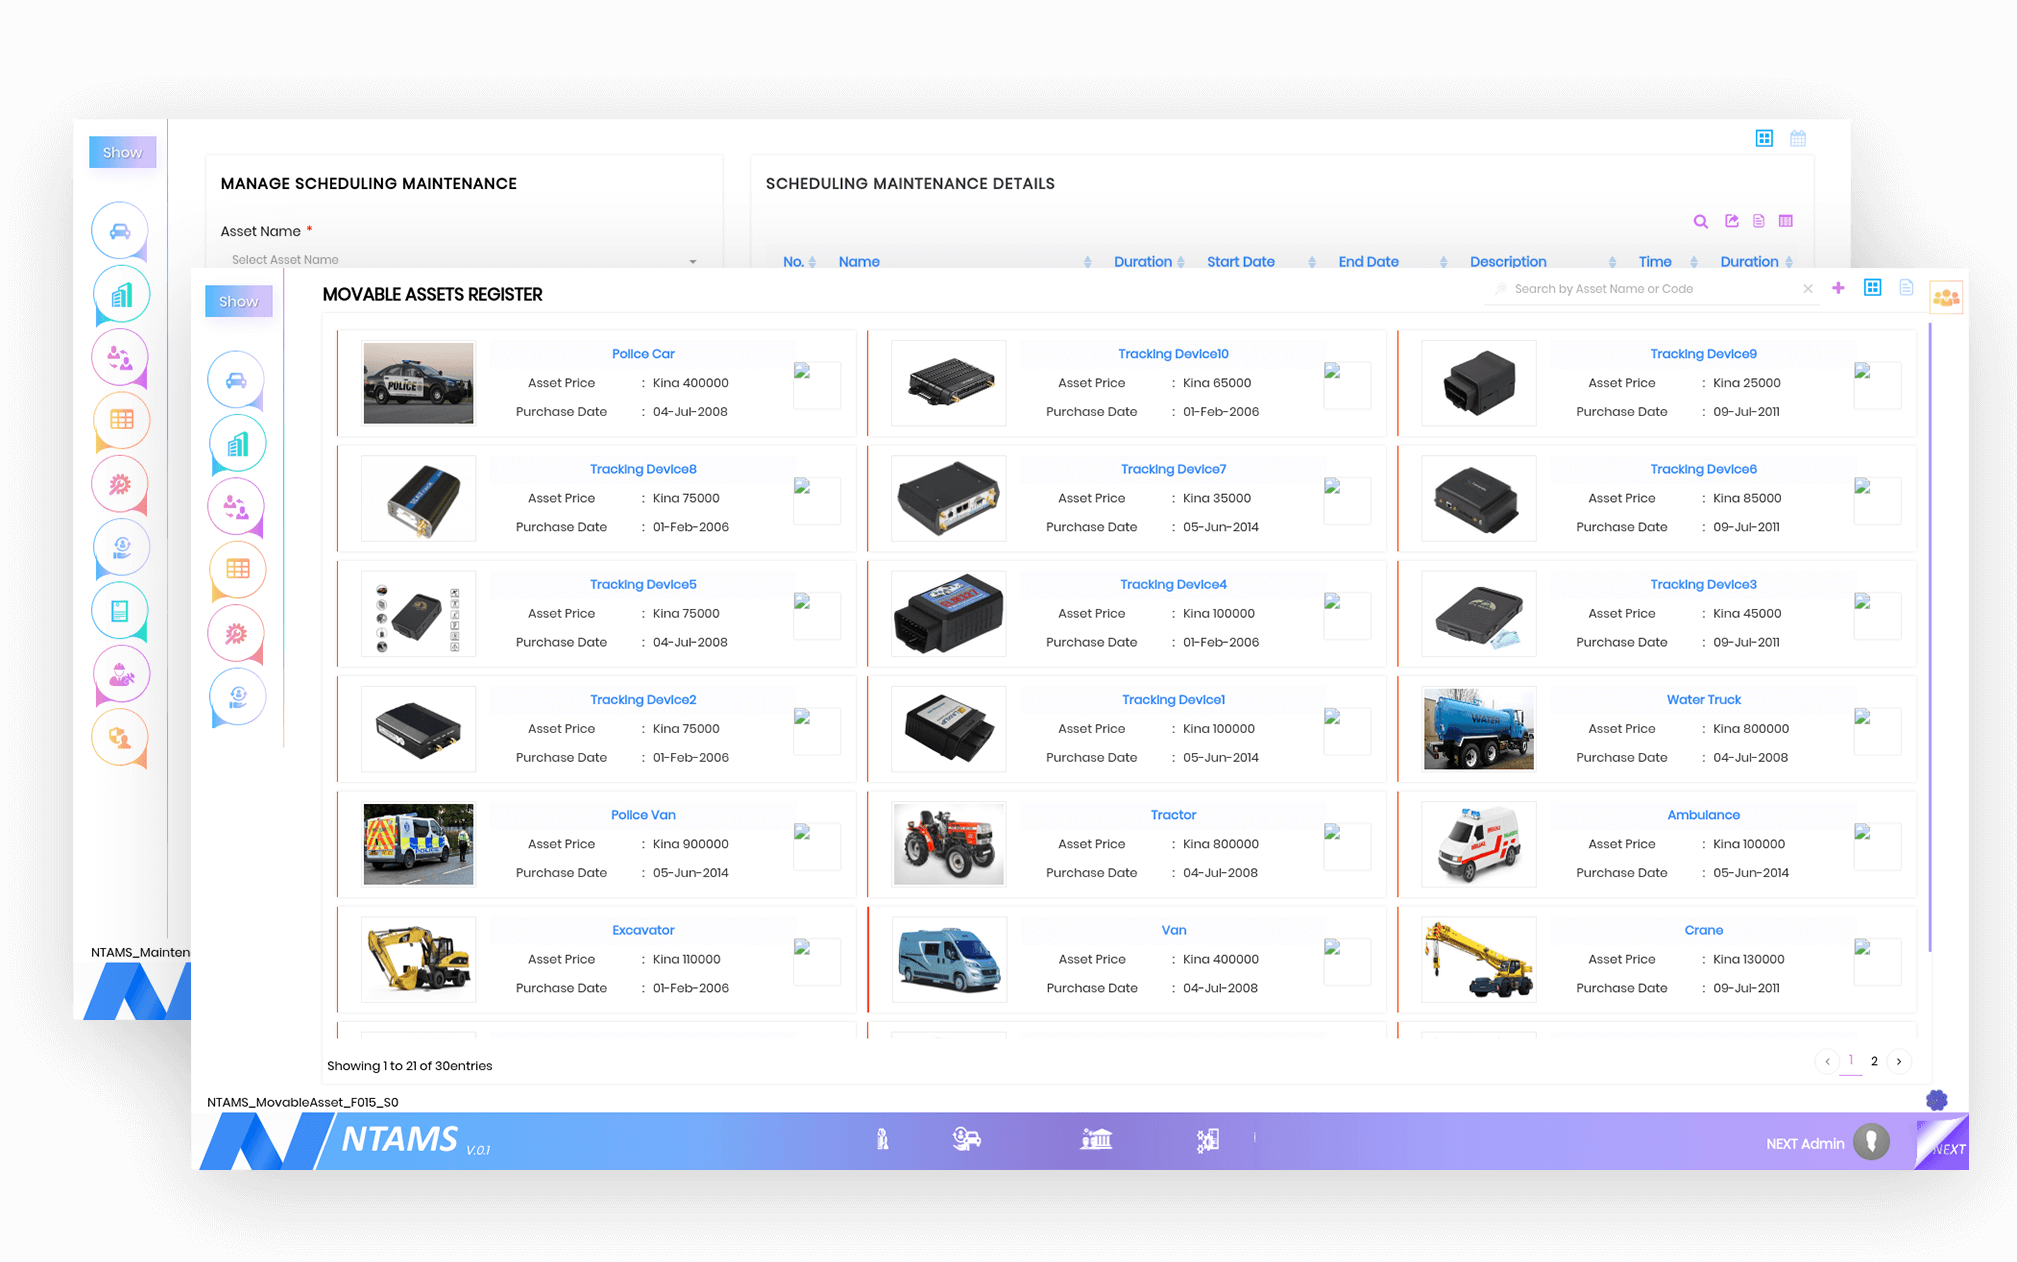 Show
MANAGE SCHEDULING MAINTENANCE
Asset Name *
Select Asset Name
SCHEDULING MAINTENANCE DETAILS
No. Name Duration Start Date End Date Description Time Duration
Show
MOVABLE ASSETS REGISTER
Search by Asset Name or Code
Police Car
Asset Price : Kina 400000
Purchase Date : 04-Jul-2008
Tracking Device10
Asset Price : Kina 65000
Purchase Date : 01-Feb-2006
Tracking Device9
Asset Price : Kina 25000
Purchase Date : 09-Jul-2011
Tracking Device8
Asset Price : Kina 75000
Purchase Date : 01-Feb-2006
Tracking Device7
Asset Price : Kina 35000
Purchase Date : 05-Jun-2014
Tracking Device6
Asset Price : Kina 85000
Purchase Date : 09-Jul-2011
Tracking Device5
Asset Price : Kina 75000
Purchase Date : 04-Jul-2008
Tracking Device4
Asset Price : Kina 100000
Purchase Date : 01-Feb-2006
Tracking Device3
Asset Price : Kina 45000
Purchase Date : 09-Jul-2011
Tracking Device2
Asset Price : Kina 75000
Purchase Date : 01-Feb-2006
Tracking Device1
Asset Price : Kina 100000
Purchase Date : 05-Jun-2014
WATER
Water Truck
Asset Price : Kina 800000
Purchase Date : 04-Jul-2008
Police Van
Asset Price : Kina 900000
Purchase Date : 05-Jun-2014
Tractor
Asset Price : Kina 800000
Purchase Date : 04-Jul-2008
Ambulance
Asset Price : Kina 100000
Purchase Date : 05-Jun-2014
Excavator
Asset Price : Kina 110000
Purchase Date : 01-Feb-2006
Van
Asset Price : Kina 400000
Purchase Date : 04-Jul-2008
Crane
Asset Price : Kina 130000
Purchase Date : 09-Jul-2011
NTAMS_Mainten
Showing 1 to 21 of 30entries
‹ 1 2 ›
NTAMS_MovableAsset_F015_S0
NTAMS V.0.1
NEXT Admin
NEXT
POLICE
POLICE